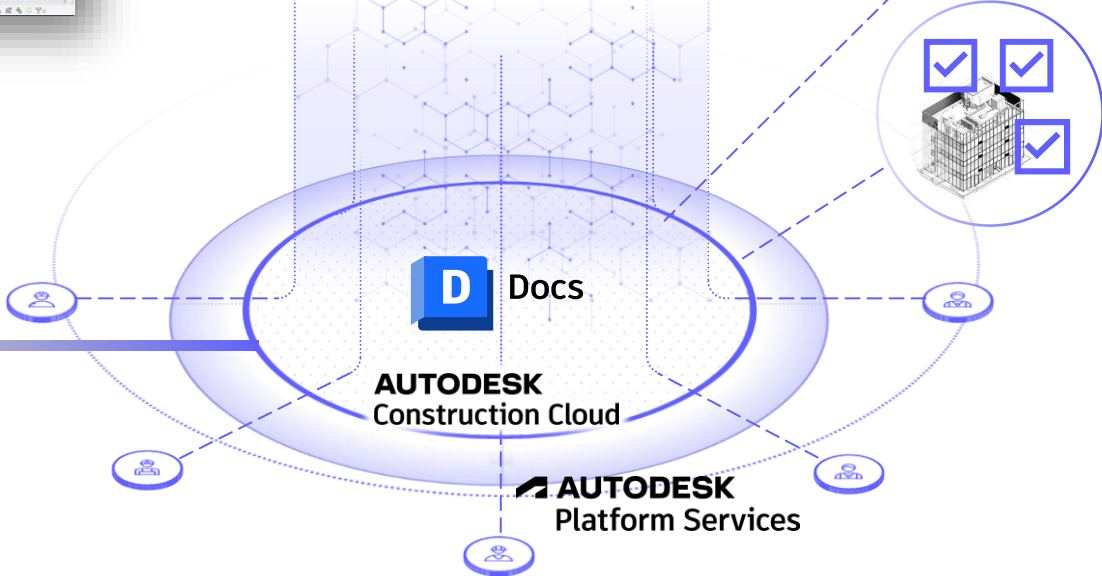 D Docs
AUTODESK
Construction Cloud
AUTODESK
Platform Services